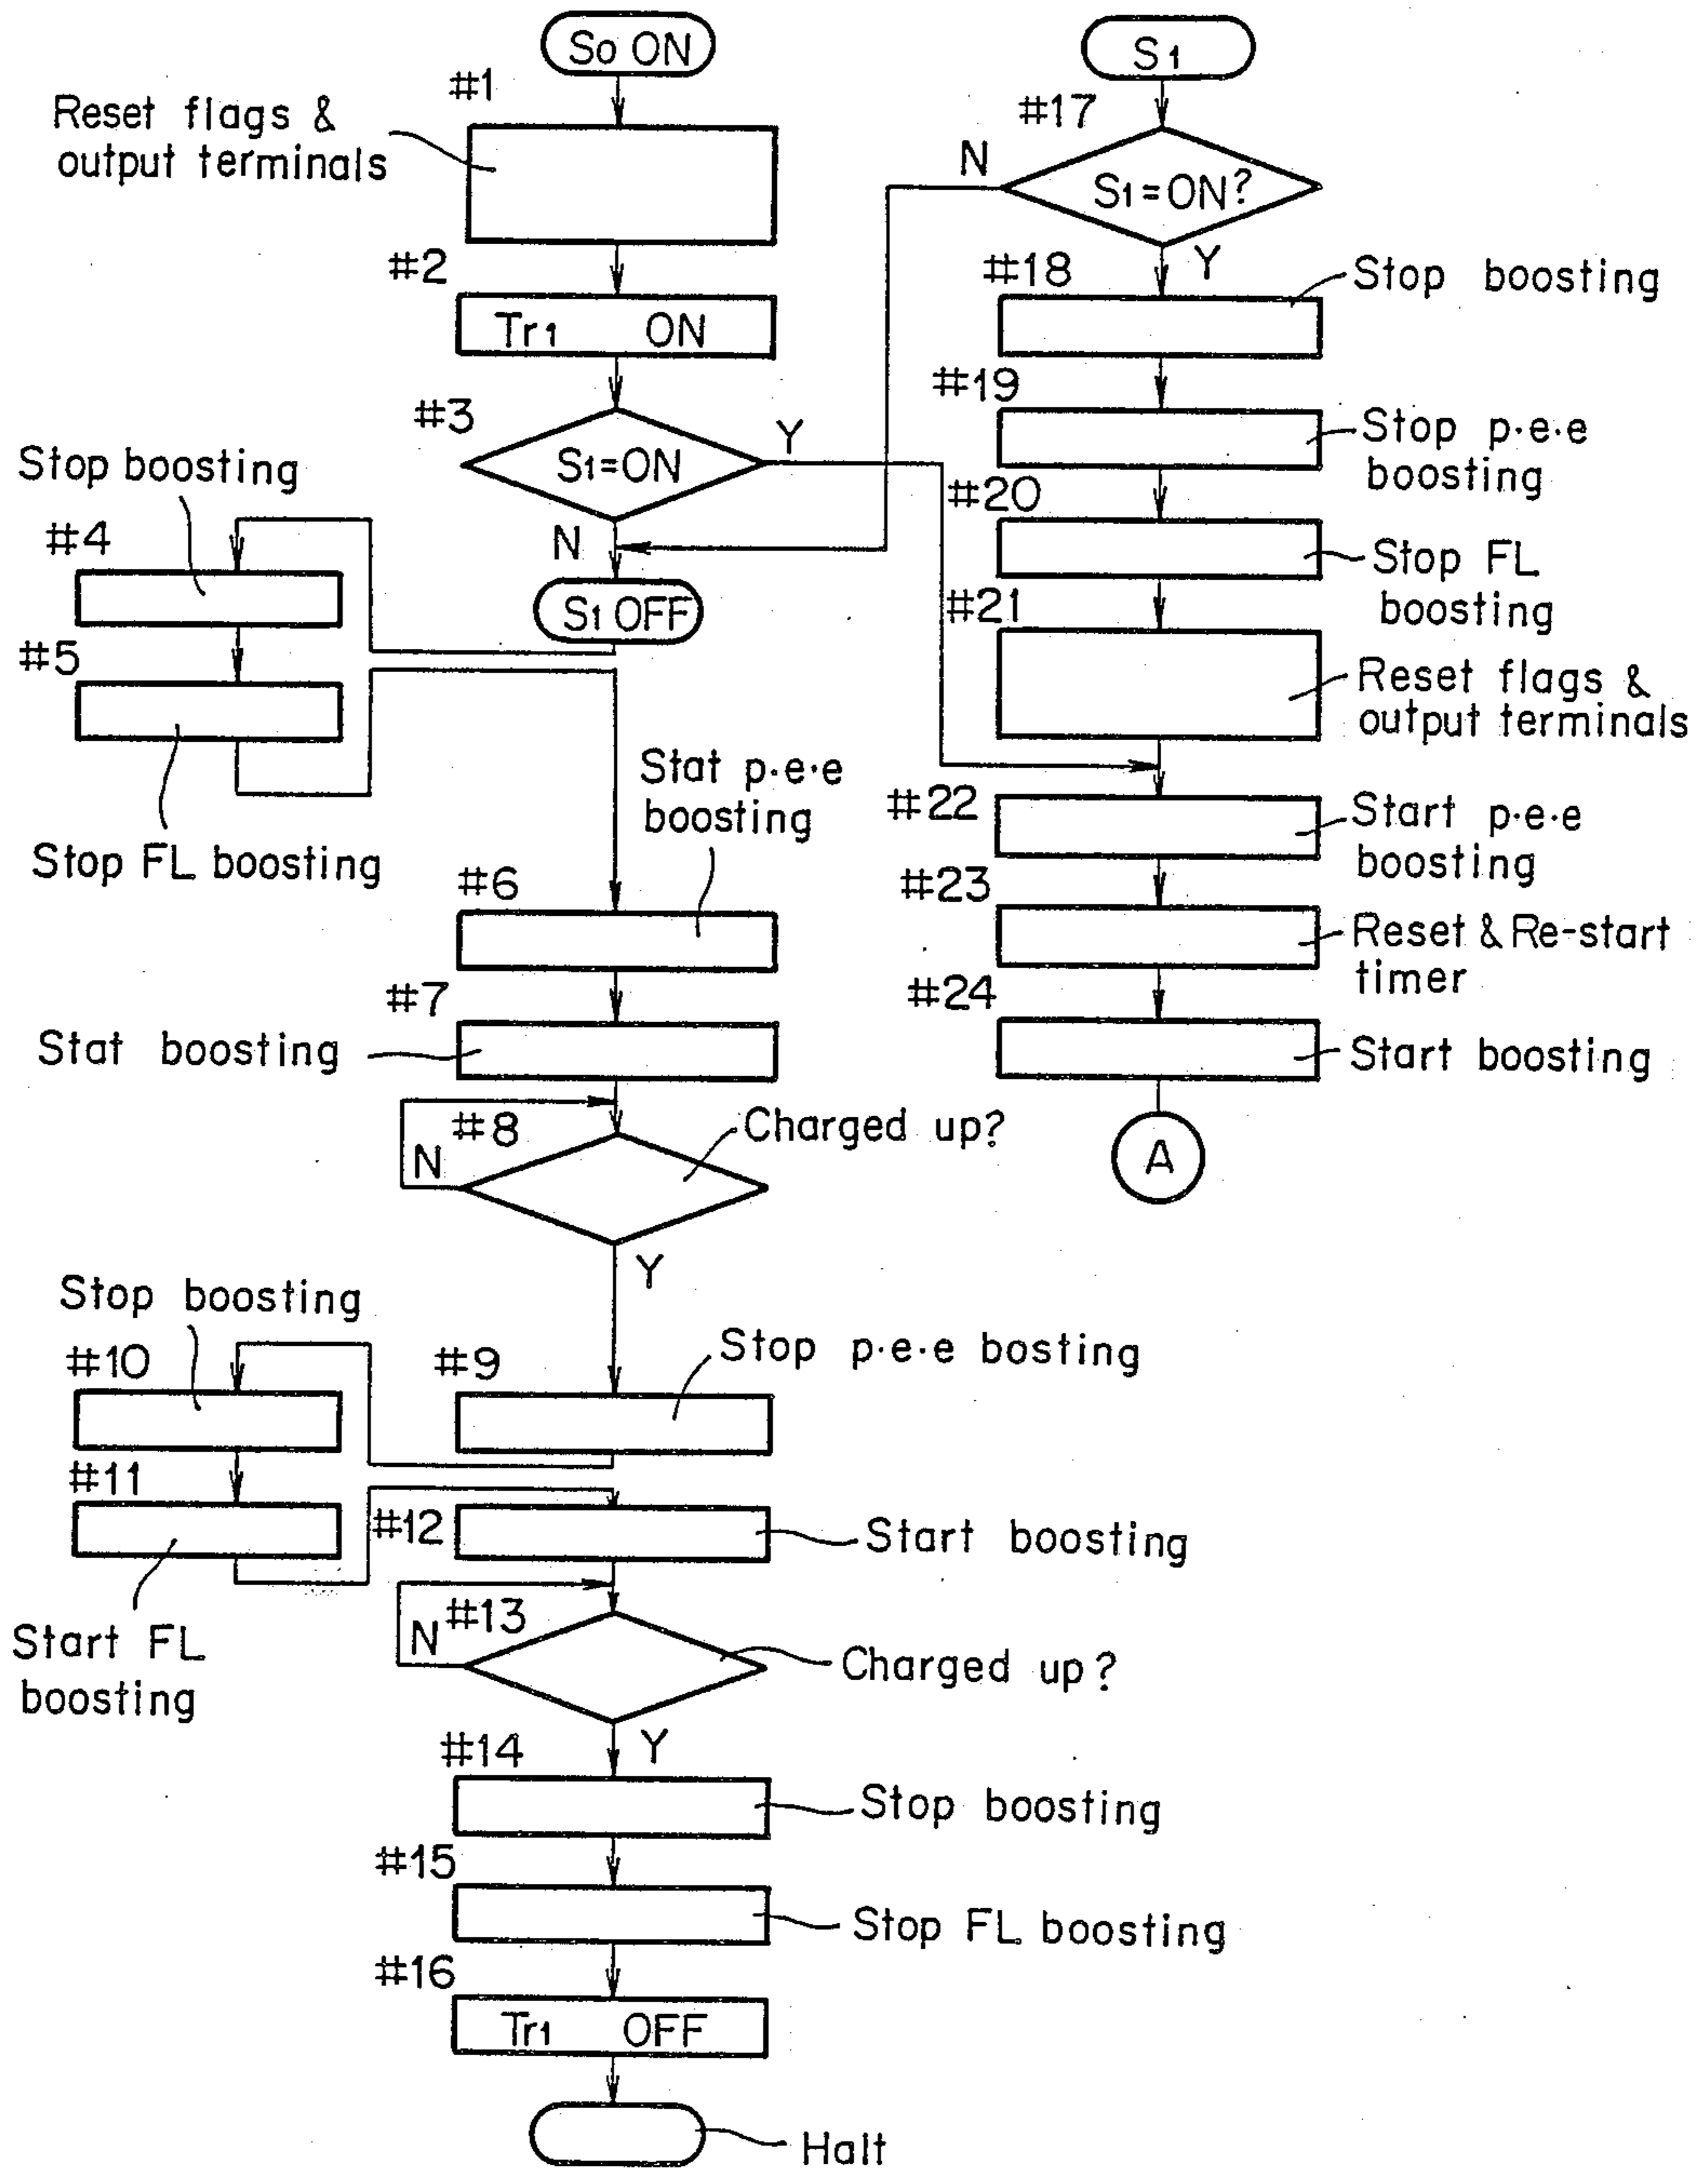 So ON
#1
Reset flags &
output terminals
#2
Tr1 ON
#3
S1=ON
Y
N
S1 OFF
Stop boosting
#4
#5
Stop FL boosting
Stat p·e·e
boosting
#6
#7
Stat boosting
#8
Charged up?
N
Y
#9
Stop p·e·e bosting
Stop boosting
#10
#11
Start FL
boosting
#12
Start boosting
#13
N
Charged up?
Y
#14
Stop boosting
#15
Stop FL boosting
#16
Tr1 OFF
Halt
S1
#17
N
S1=ON?
Y
#18
Stop boosting
#19
Stop p·e·e
boosting
#20
Stop FL
boosting
#21
Reset flags &
output terminals
#22
Start p·e·e
boosting
#23
Reset & Re-start
timer
#24
Start boosting
A